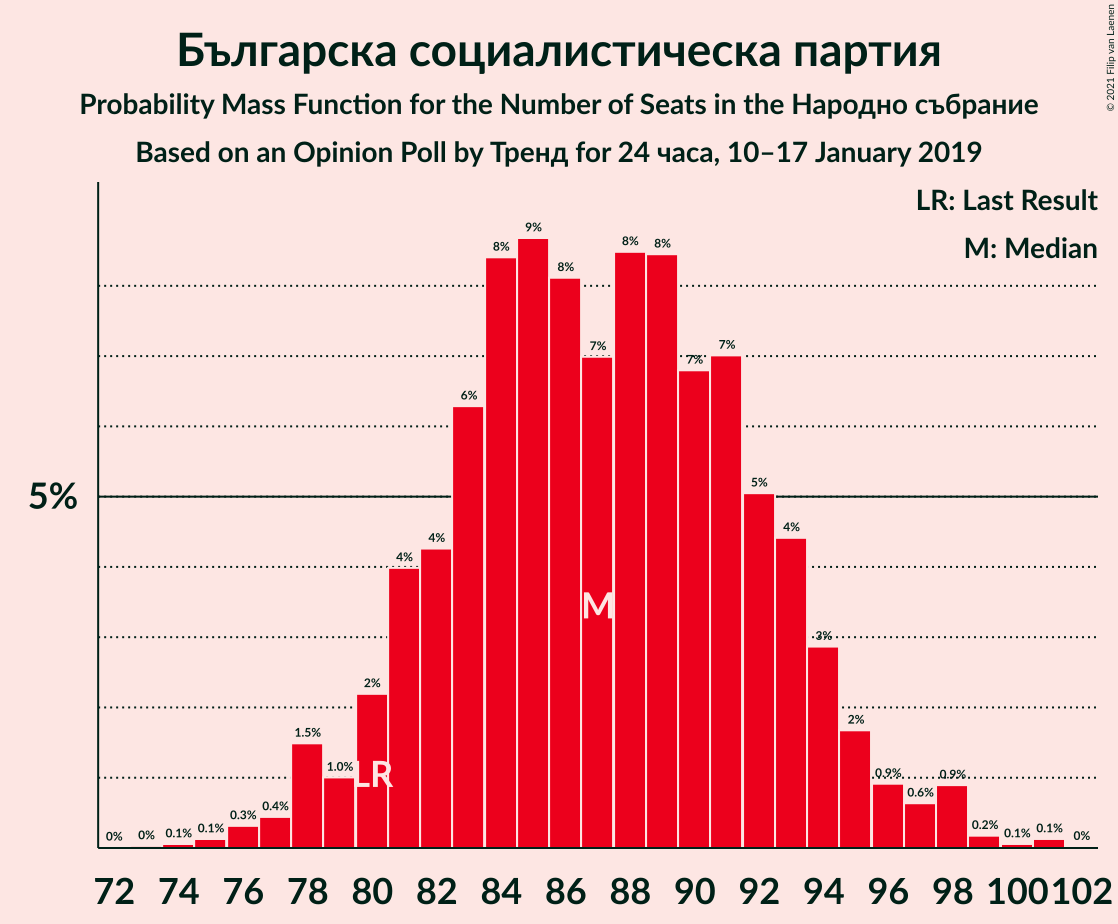 Българска социалистическа партия
Probability Mass Function for the Number of Seats in the Народно събрание
Based on an Opinion Poll by Тренд for 24 часа, 10–17 January 2019
© 2021 Filip van Laenen
LR: Last Result
M: Median
5%
0% 0% 0.1% 0.1% 0.3% 0.4% 1.5% 1.0% 2% 4% 4% 6% 8% 9% 8% 7% 8% 8% 7% 7% 5% 4% 3% 2% 0.9% 0.6% 0.9% 0.2% 0.1% 0.1% 0%
M
LR
72 74 76 78 80 82 84 86 88 90 92 94 96 98 100 102